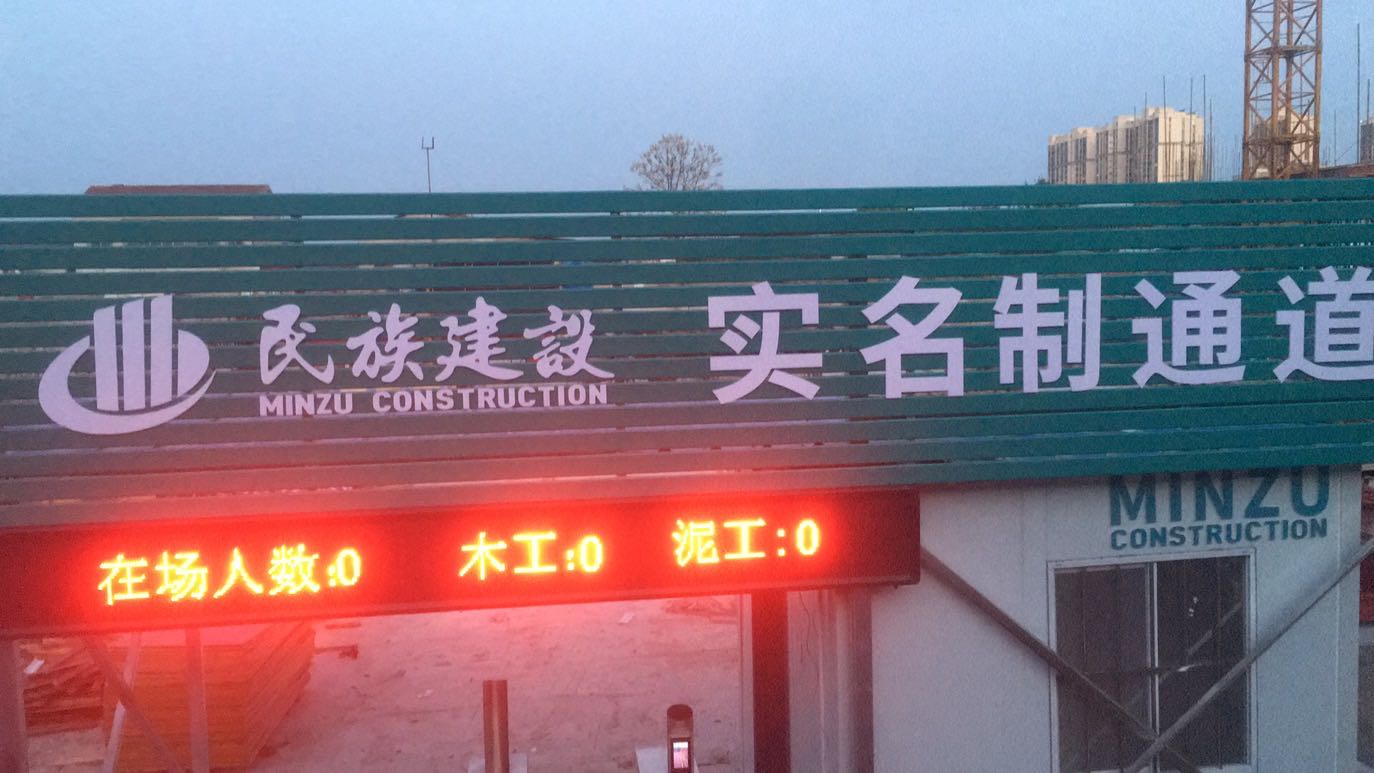 民族建設 实名制通道
MINZU CONSTRUCTION
在场人数:0 木工:0 泥工:0
MINZU
CONSTRUCTION